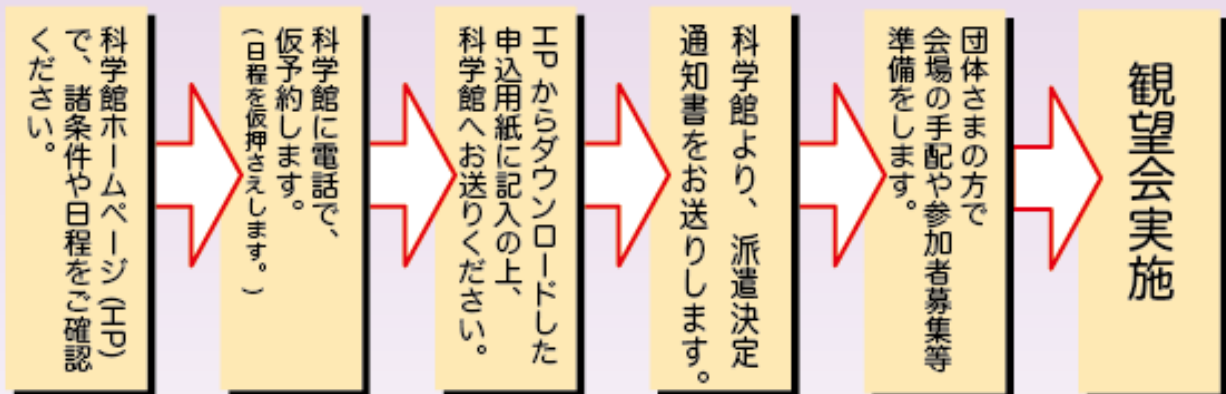 科学館ホームページ(HP)
で、諸条件や日程をご確認
ください。
科学館に電話で、
仮予約します。
(日程を仮押さえします。)
HPからダウンロードした
申込用紙に記入の上、
科学館へお送りください。
科学館より、派遣決定
通知書をお送りします。
団体さまの方で
会場の手配や参加者募集等
準備をします。
観望会実施